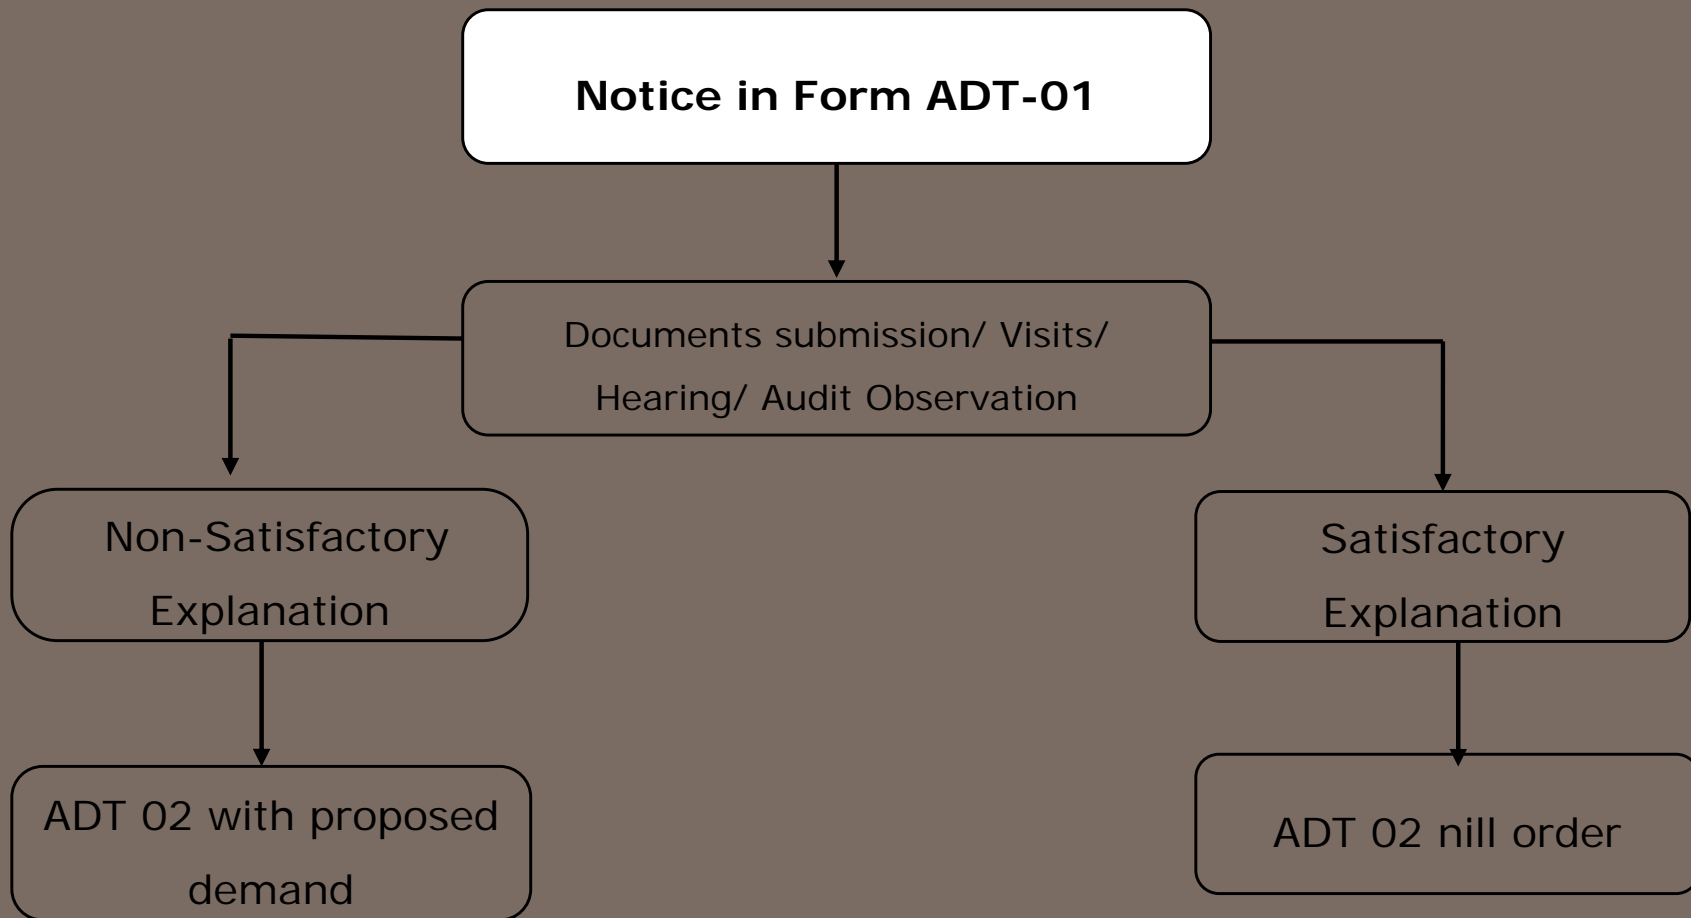 Notice in Form ADT-01
Documents submission/ Visits/
Hearing/ Audit Observation
Non-Satisfactory
Explanation
Satisfactory
Explanation
ADT 02 with proposed
demand
ADT 02 nill order